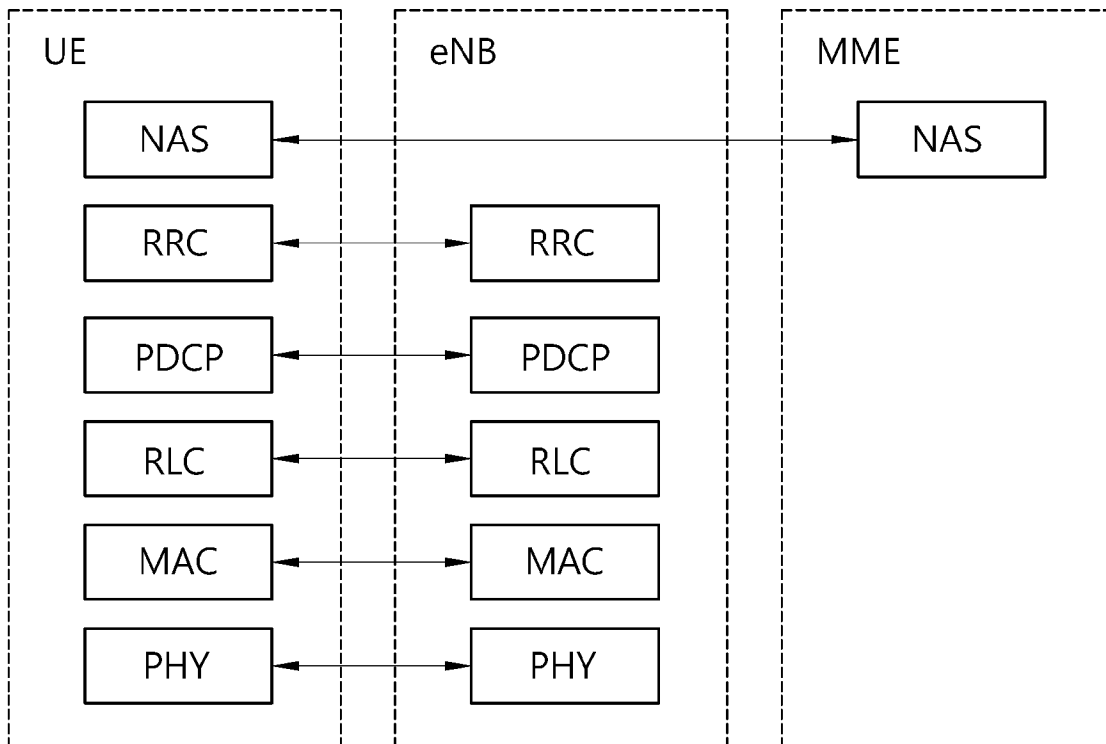 UE eNB MME
NAS NAS
RRC RRC
PDCP PDCP
RLC RLC
MAC MAC
PHY PHY